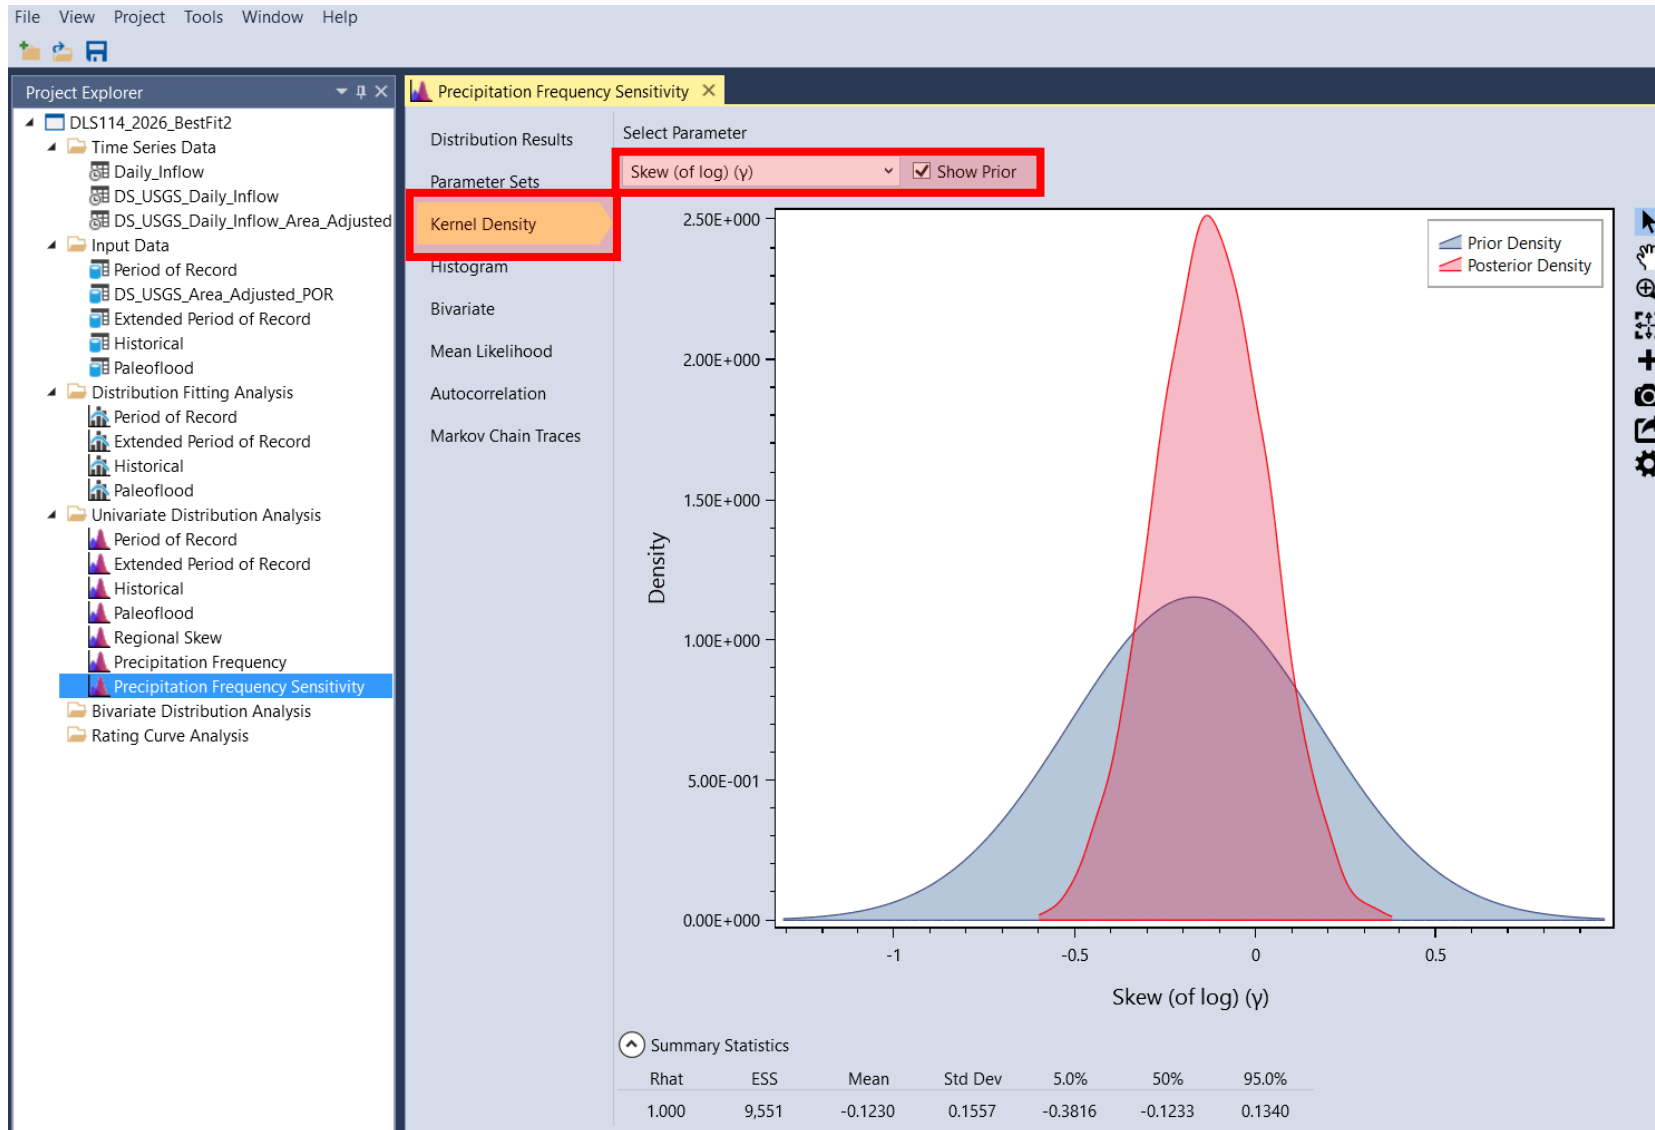 File View Project Tools Window Help
Project Explorer
DLS114_2026_BestFit2
Time Series Data
Daily_Inflow
DS_USGS_Daily_Inflow
DS_USGS_Daily_Inflow_Area_Adjusted
Input Data
Period of Record
DS_USGS_Area_Adjusted_POR
Extended Period of Record
Historical
Paleoflood
Distribution Fitting Analysis
Period of Record
Extended Period of Record
Historical
Paleoflood
Univariate Distribution Analysis
Period of Record
Extended Period of Record
Historical
Paleoflood
Regional Skew
Precipitation Frequency
Precipitation Frequency Sensitivity
Bivariate Distribution Analysis
Rating Curve Analysis
Precipitation Frequency Sensitivity
Distribution Results
Parameter Sets
Kernel Density
Histogram
Bivariate
Mean Likelihood
Autocorrelation
Markov Chain Traces
Select Parameter
Skew (of log) (γ) Show Prior
Prior Density
Posterior Density
2.50E+000
2.00E+000
1.50E+000
1.00E+000
5.00E-001
0.00E+000
Density
-1 -0.5 0 0.5
Skew (of log) (γ)
Summary Statistics
Rhat ESS Mean Std Dev 5.0% 50% 95.0%
1.000 9,551 -0.1230 0.1557 -0.3816 -0.1233 0.1340